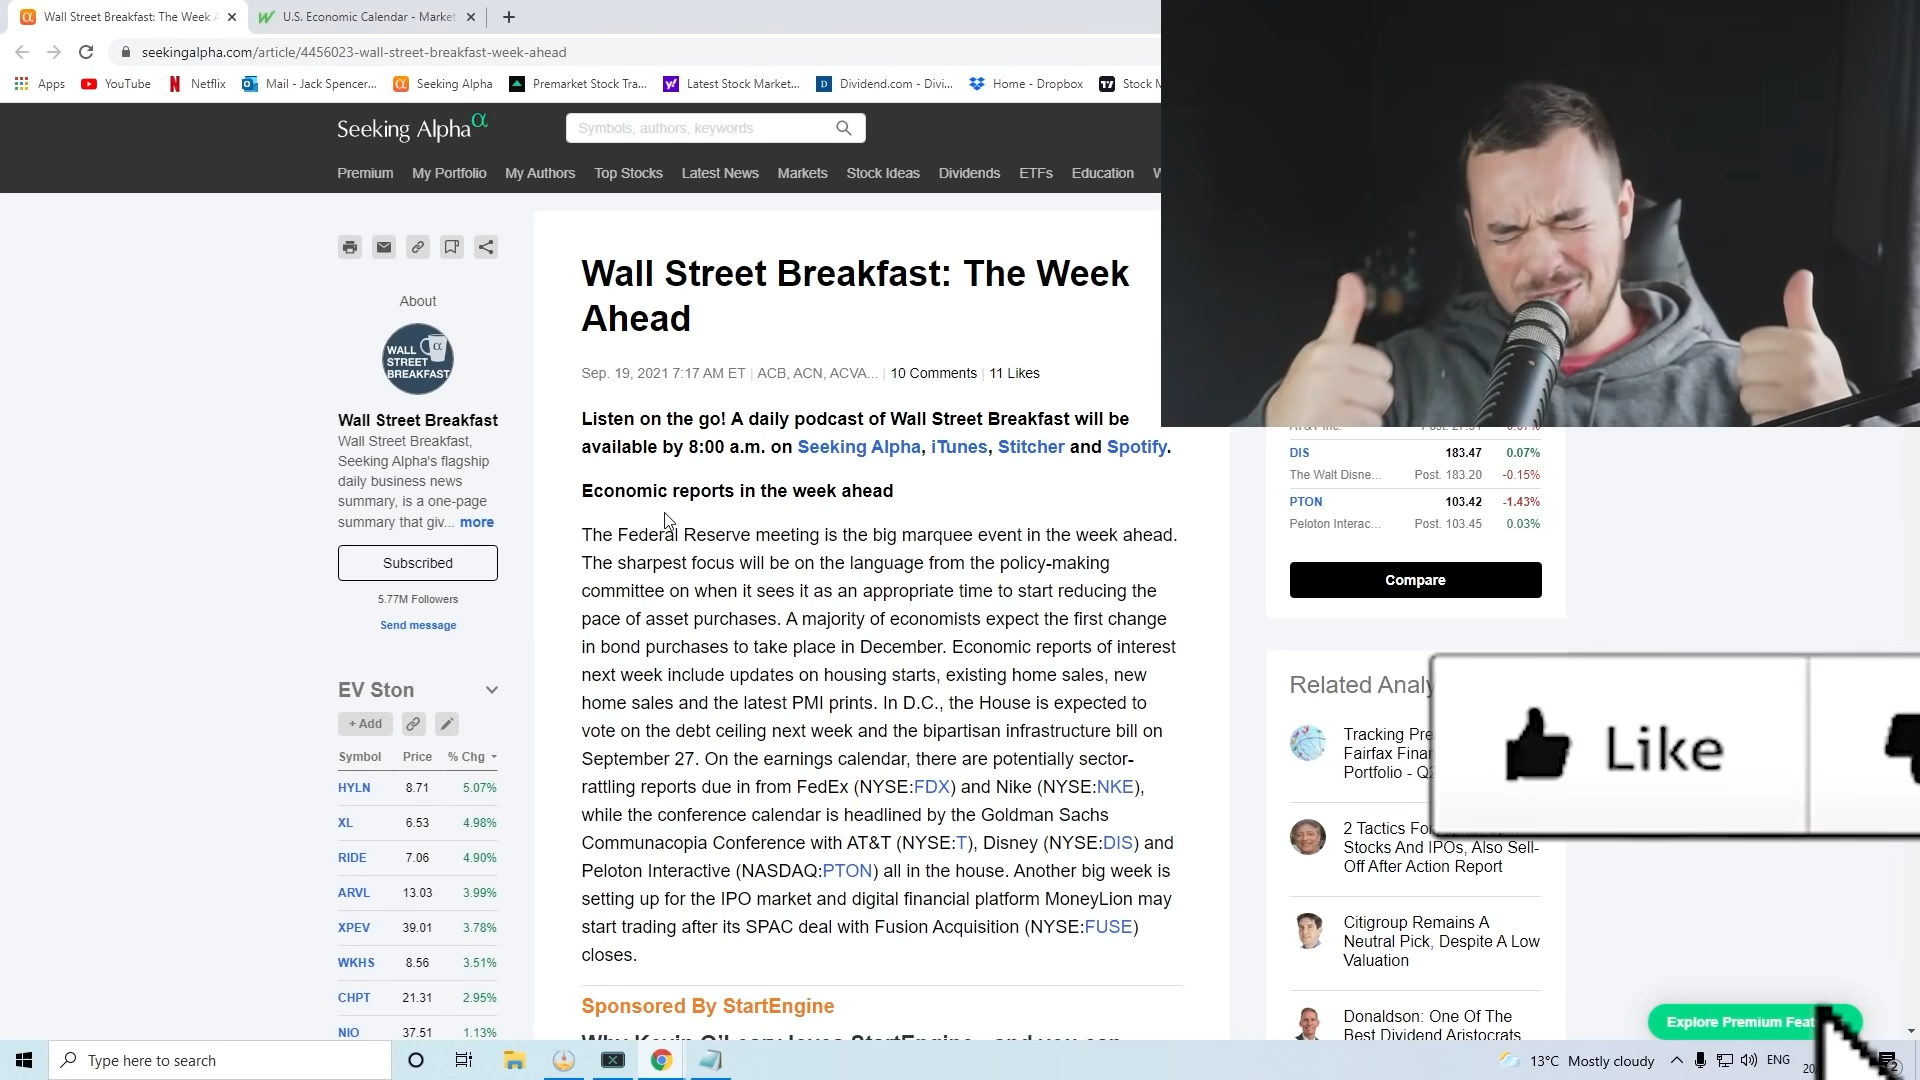 Wall Street Breakfast: The Week A
U.S. Economic Calendar - Market
seekingalpha.com/article/4456023-wall-street-breakfast-week-ahead
Apps
YouTube
Netflix
Mail - Jack Spencer...
Seeking Alpha
Premarket Stock Tra...
Latest Stock Market...
Dividend.com - Divi...
Home - Dropbox
Stock M
Seeking Alpha α
Symbols, authors, keywords
Premium
My Portfolio
My Authors
Top Stocks
Latest News
Markets
Stock Ideas
Dividends
ETFs
Education
W
About
WALL
STREET
BREAKFAST
α
Wall Street Breakfast
Wall Street Breakfast,
Seeking Alpha's flagship
daily business news
summary, is a one-page
summary that giv... more
Subscribed
5.77M Followers
Send message
EV Ston
+ Add
Symbol Price % Chg
HYLN 8.71 5.07%
XL 6.53 4.98%
RIDE 7.06 4.90%
ARVL 13.03 3.99%
XPEV 39.01 3.78%
WKHS 8.56 3.51%
CHPT 21.31 2.95%
NIO 37.51 1.13%
Wall Street Breakfast: The Week
Ahead
Sep. 19, 2021 7:17 AM ET | ACB, ACN, ACVA... | 10 Comments | 11 Likes
Listen on the go! A daily podcast of Wall Street Breakfast will be
available by 8:00 a.m. on Seeking Alpha, iTunes, Stitcher and Spotify.
Economic reports in the week ahead
The Federal Reserve meeting is the big marquee event in the week ahead.
The sharpest focus will be on the language from the policy-making
committee on when it sees it as an appropriate time to start reducing the
pace of asset purchases. A majority of economists expect the first change
in bond purchases to take place in December. Economic reports of interest
next week include updates on housing starts, existing home sales, new
home sales and the latest PMI prints. In D.C., the House is expected to
vote on the debt ceiling next week and the bipartisan infrastructure bill on
September 27. On the earnings calendar, there are potentially sector-
rattling reports due in from FedEx (NYSE:FDX) and Nike (NYSE:NKE),
while the conference calendar is headlined by the Goldman Sachs
Communacopia Conference with AT&T (NYSE:T), Disney (NYSE:DIS) and
Peloton Interactive (NASDAQ:PTON) all in the house. Another big week is
setting up for the IPO market and digital financial platform MoneyLion may
start trading after its SPAC deal with Fusion Acquisition (NYSE:FUSE)
closes.
Sponsored By StartEngine
DIS 183.47 0.07%
The Walt Disne... Post. 183.20 -0.15%
PTON 103.42 -1.43%
Peloton Interac... Post. 103.45 0.03%
Compare
Related Analy
Tracking Pre
Fairfax Finan
Portfolio - Q2
Like
2 Tactics For
Stocks And IPOs, Also Sell-
Off After Action Report
Citigroup Remains A
Neutral Pick, Despite A Low
Valuation
Donaldson: One Of The
Best Dividend Aristocrats
Explore Premium Feat
Type here to search
13°C Mostly cloudy
ENG
20
2